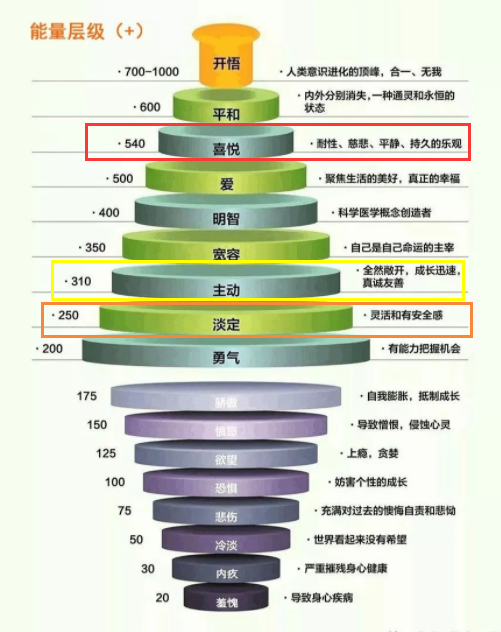 能量层级（+）
开悟
·700-1000
·人类意识进化的顶峰，合一、无我
·600
平和
·内外分别消失，一种通灵和永恒的
状态
·540
喜悦
·耐性、慈悲、平静、持久的乐观
·500
爱
·聚焦生活的美好，真正的幸福
·400
明智
·科学医学概念创造者
·350
宽容
·自己是自己命运的主宰
·310
主动
·全然敞开，成长迅速，
真诚友善
·250
淡定
·灵活和有安全感
·200
勇气
·有能力把握机会
175
骄傲
·自我膨胀，抵制成长
150
愤怒
·导致憎恨，侵蚀心灵
125
欲望
·上瘾，贪婪
100
恐惧
·妨害个性的成长
75
悲伤
·充满对过去的懊悔自责和悲恸
50
冷淡
·世界看起来没有希望
30
内疚
·严重摧残身心健康
20
羞愧
·导致身心疾病